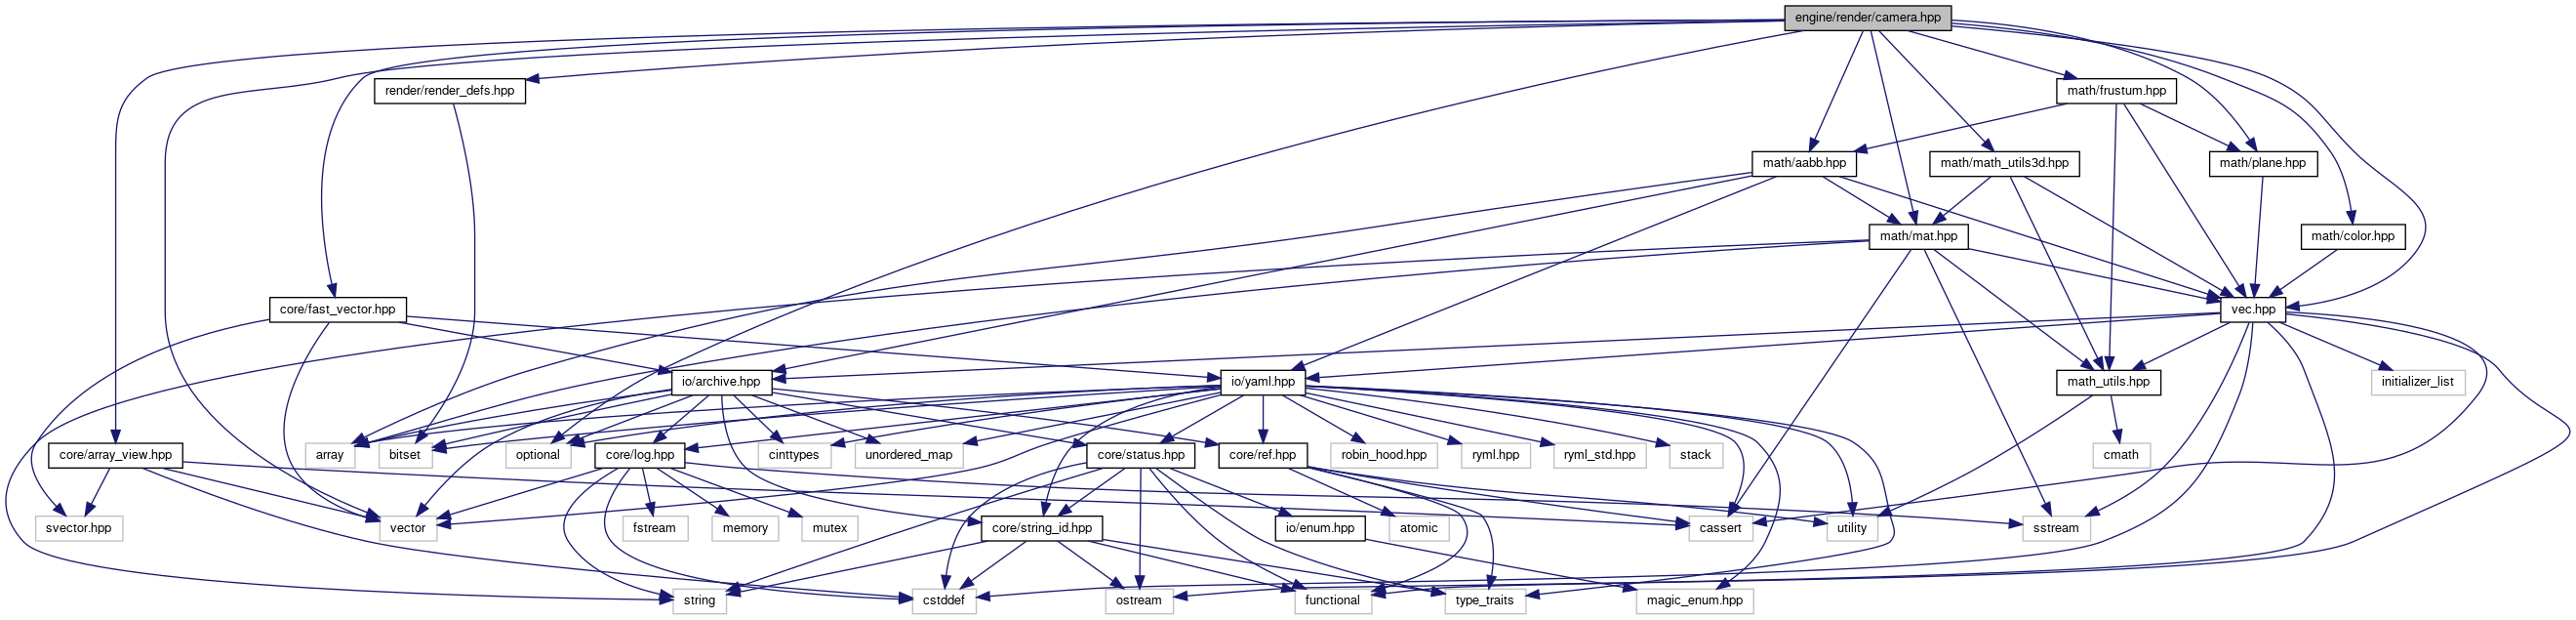 engine/render/camera.hpp
render/render_defs.hpp
math/frustum.hpp
math/aabb.hpp
math/math_utils3d.hpp
math/plane.hpp
math/mat.hpp
math/color.hpp
core/fast_vector.hpp
vec.hpp
io/archive.hpp
io/yaml.hpp
math_utils.hpp
initializer_list
core/array_view.hpp
array
bitset
optional
core/log.hpp
cinttypes
unordered_map
core/status.hpp
core/ref.hpp
robin_hood.hpp
ryml.hpp
ryml_std.hpp
stack
cmath
svector.hpp
vector
fstream
memory
mutex
core/string_id.hpp
io/enum.hpp
atomic
cassert
utility
sstream
string
cstddef
ostream
functional
type_traits
magic_enum.hpp